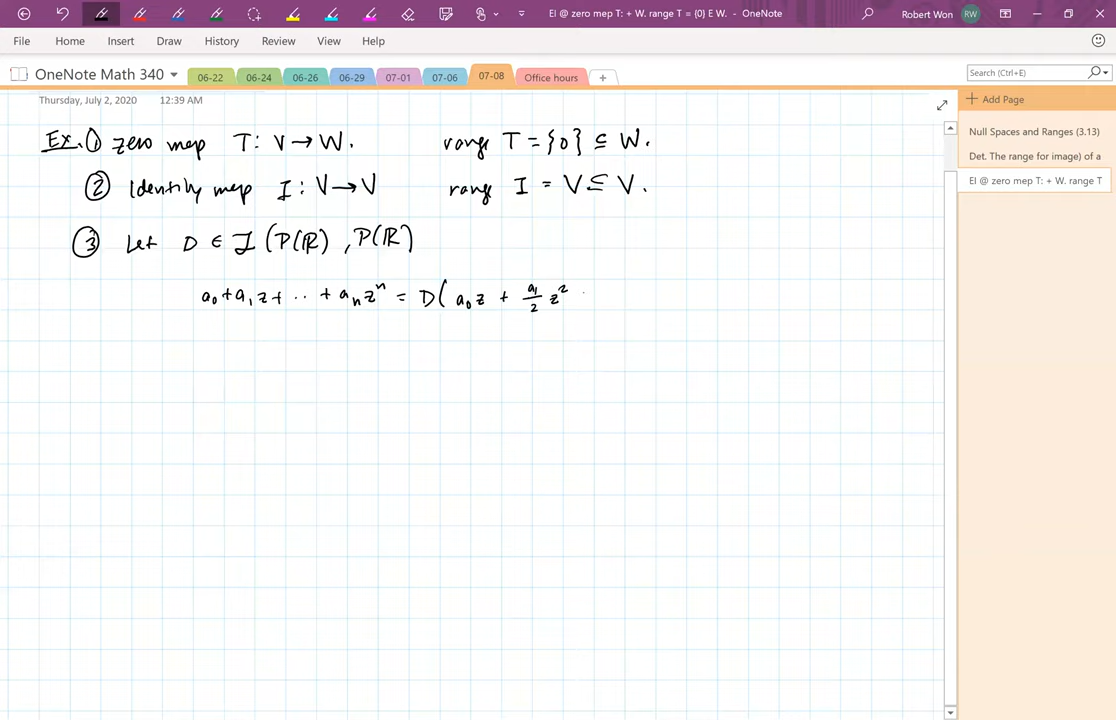 EI @ zero mep T: + W. range T = {0} E W. - OneNote
Robert Won RW
File Home Insert Draw History Review View Help
OneNote Math 340 06-22 06-24 06-26 06-29 07-01 07-06 07-08 Office hours +
Search (Ctrl+E)
Thursday, July 2, 2020 12:39 AM
Add Page
Null Spaces and Ranges (3.13)
Det. The range for image) of a
EI @ zero mep T: + W. range T
Ex. ① zero map T: V → W. range T = {0} ⊆ W.
② Identity map I : V → V range I = V ⊆ V.
③ Let D ∈ L (P(ℝ), P(ℝ)
a₀ + a₁z + ... + aₙzⁿ = D( a₀z + a₁/2 z²